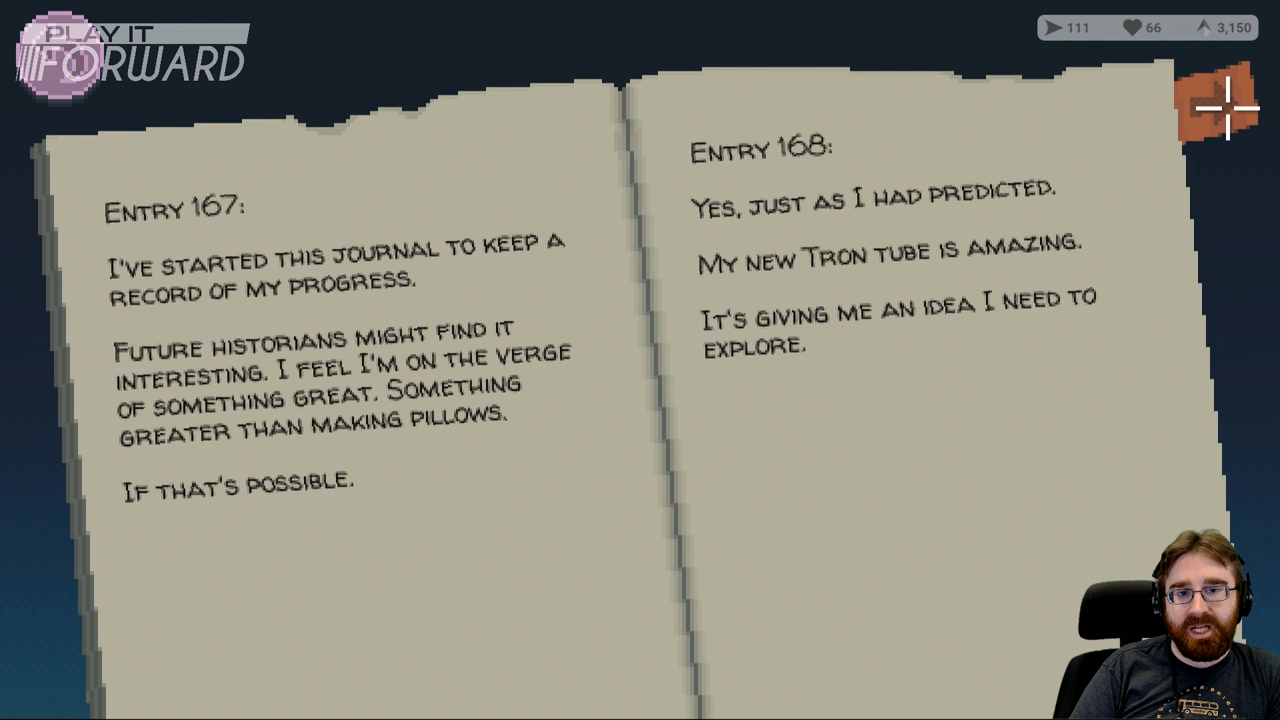 PLAY IT
FORWARD
111
66
3,150
ENTRY 167:
I'VE STARTED THIS JOURNAL TO KEEP A
RECORD OF MY PROGRESS.
FUTURE HISTORIANS MIGHT FIND IT
INTERESTING. I FEEL I'M ON THE VERGE
OF SOMETHING GREAT. SOMETHING
GREATER THAN MAKING PILLOWS.
IF THAT'S POSSIBLE.
ENTRY 168:
YES, JUST AS I HAD PREDICTED.
MY NEW TRON TUBE IS AMAZING.
IT'S GIVING ME AN IDEA I NEED TO
EXPLORE.